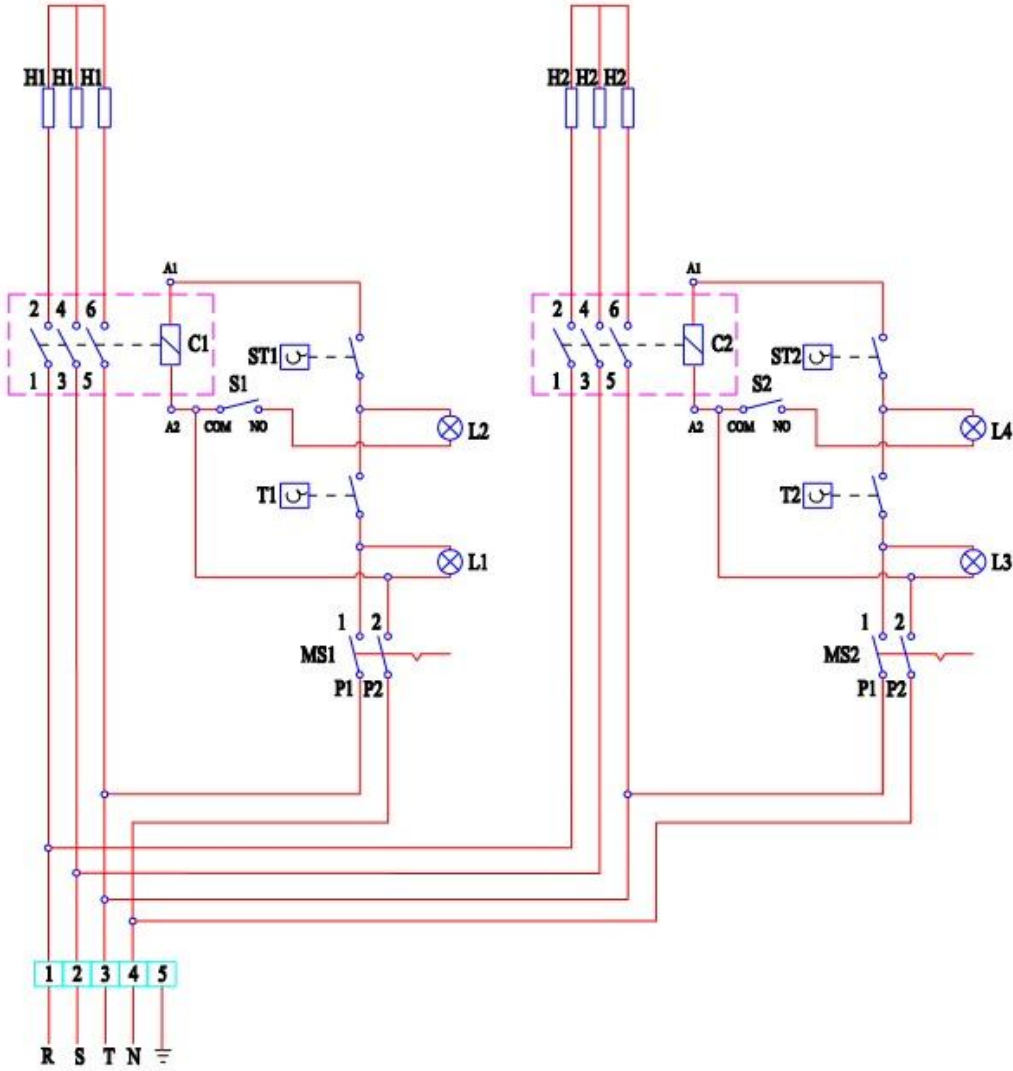 H1 H1 H1 H2 H2 H2
A1 A1
2 4 6 2 4 6
C1 ST1 C2 ST2
1 3 5 S1 1 3 5 S2
A2 COM NO L2 A2 COM NO L4
T1 T2
L1 L3
1 2 1 2
MS1 MS2
P1 P2 P1 P2
1 2 3 4 5
R S T N